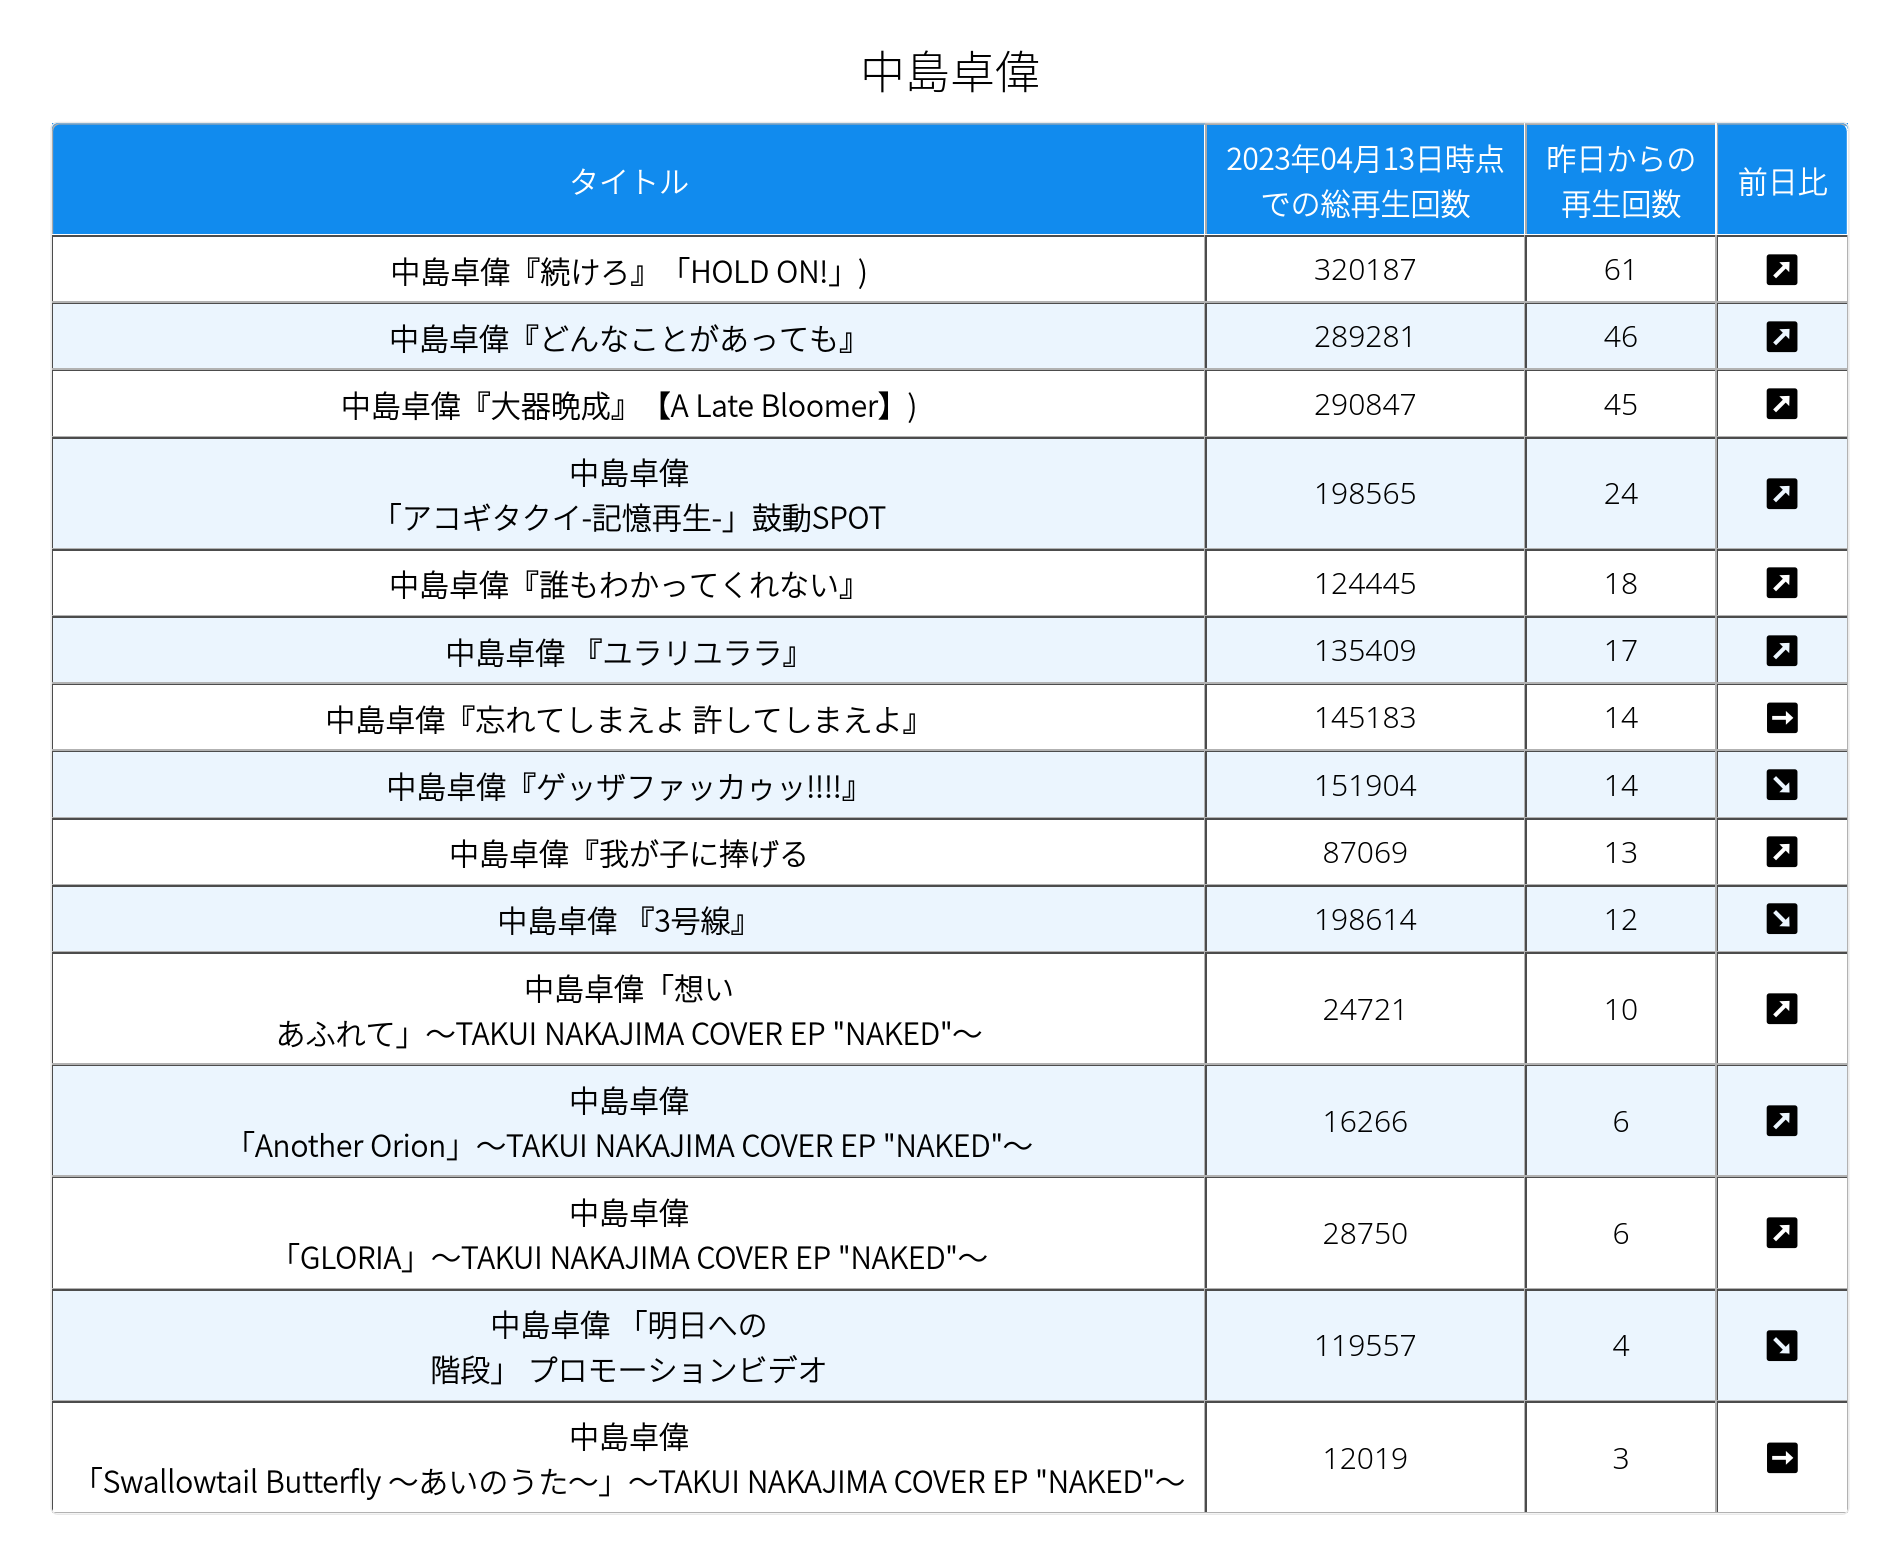 中島卓偉
タイトル
2023年04月13日時点
での総再生回数
昨日からの
再生回数
前日比
中島卓偉『続けろ』「HOLD ON!」)
320187
61
中島卓偉『どんなことがあっても』
289281
46
中島卓偉『大器晩成』【A Late Bloomer】)
290847
45
中島卓偉
「アコギタクイ-記憶再生-」鼓動SPOT
198565
24
中島卓偉『誰もわかってくれない』
124445
18
中島卓偉 『ユラリユララ』
135409
17
中島卓偉『忘れてしまえよ 許してしまえよ』
145183
14
中島卓偉『ゲッザファッカゥッ!!!!』
151904
14
中島卓偉『我が子に捧げる
87069
13
中島卓偉 『3号線』
198614
12
中島卓偉「想い
あふれて」～TAKUI NAKAJIMA COVER EP "NAKED"～
24721
10
中島卓偉
「Another Orion」～TAKUI NAKAJIMA COVER EP "NAKED"～
16266
6
中島卓偉
「GLORIA」～TAKUI NAKAJIMA COVER EP "NAKED"～
28750
6
中島卓偉 「明日への
階段」 プロモーションビデオ
119557
4
中島卓偉
「Swallowtail Butterfly ～あいのうた～」～TAKUI NAKAJIMA COVER EP "NAKED"～
12019
3